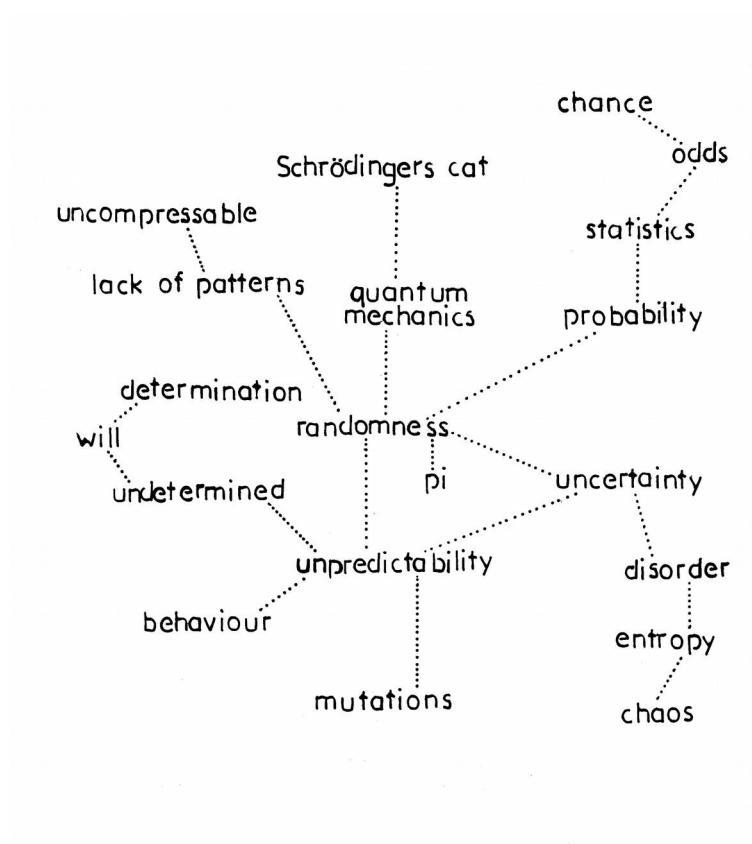 chance
odds
Schrödingers cat
uncompressable
statistics
lack of patterns
quantum
mechanics
probability
determination
randomness
will
pi
uncertainty
undetermined
unpredictability
disorder
behaviour
entropy
mutations
chaos